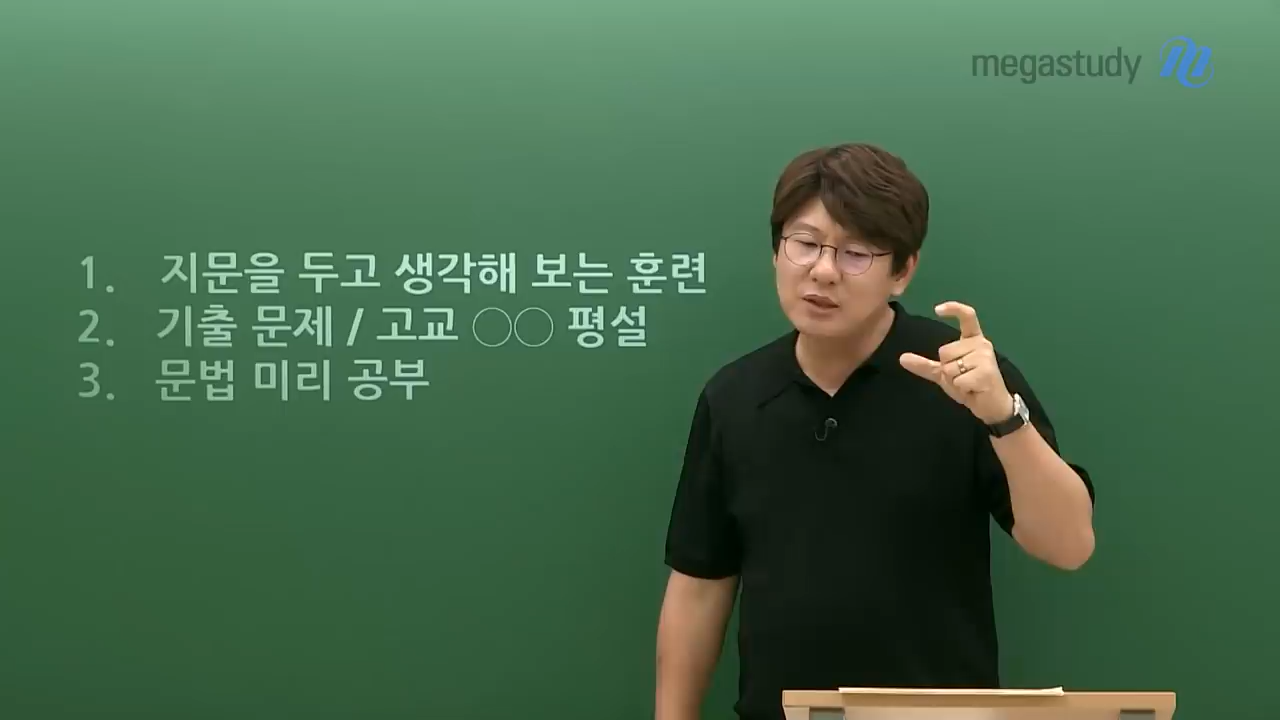 megastudy
1. 지문을 두고 생각해 보는 훈련
2. 기출 문제 / 고교 ○○ 평설
3. 문법 미리 공부